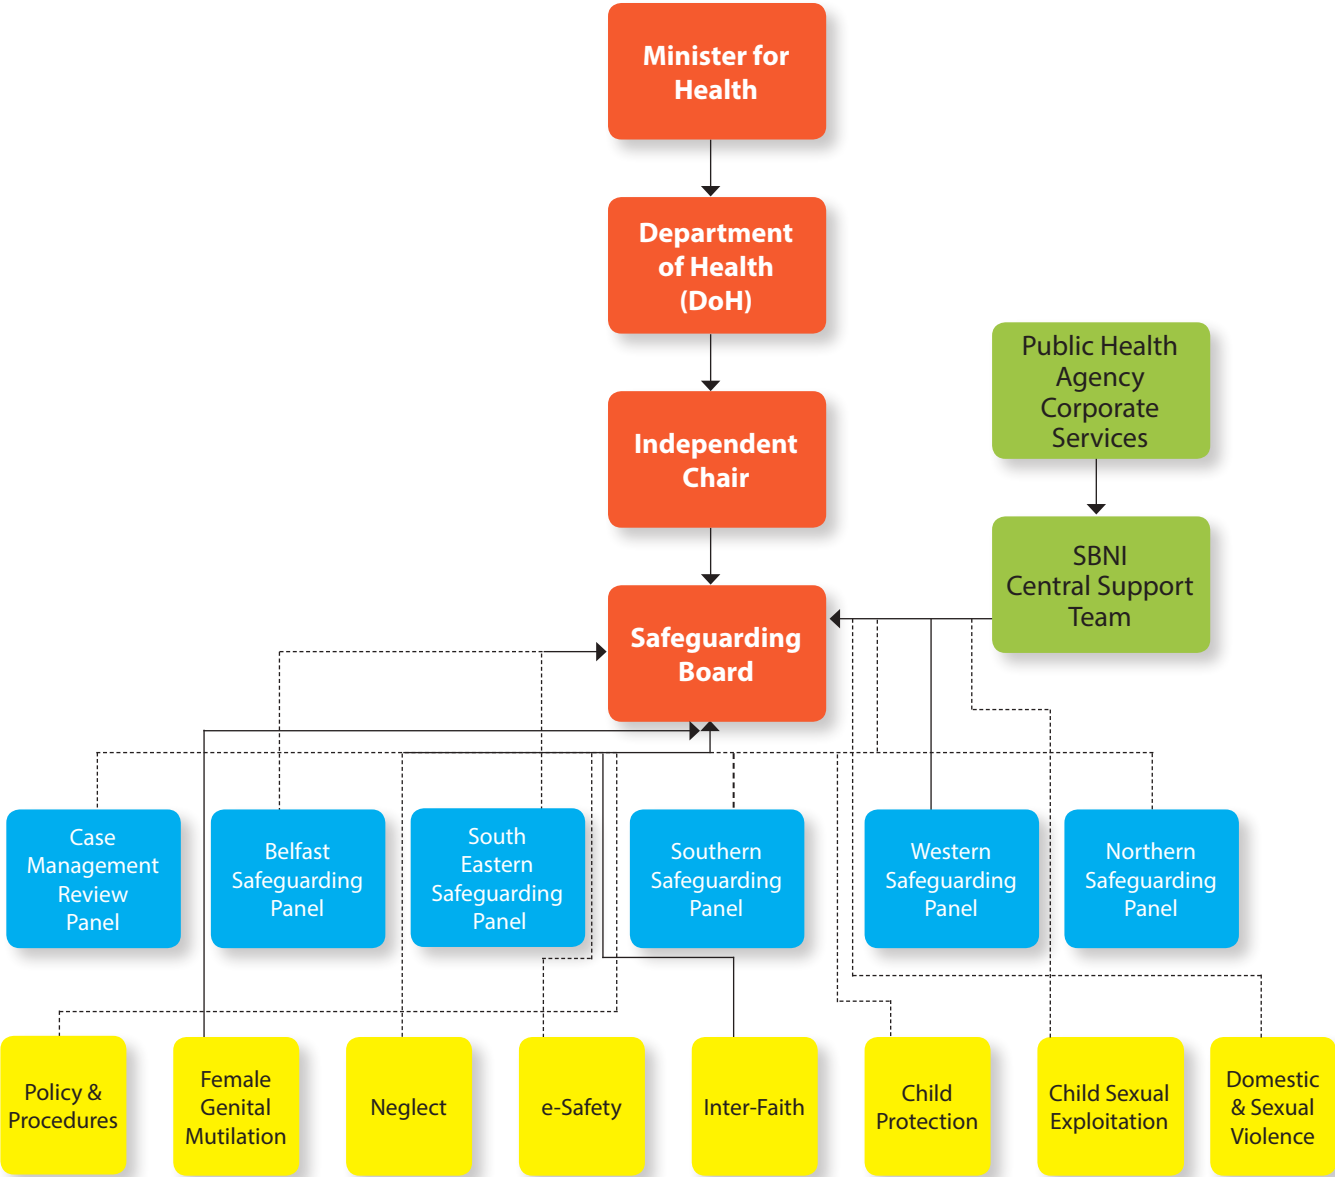 Minister for
Health
Department
of Health
(DoH)
Public Health
Agency
Corporate
Services
Independent
Chair
SBNI
Central Support
Team
Safeguarding
Board
Case
Management
Review
Panel
Belfast
Safeguarding
Panel
South
Eastern
Safeguarding
Panel
Southern
Safeguarding
Panel
Western
Safeguarding
Panel
Northern
Safeguarding
Panel
Policy &
Procedures
Female
Genital
Mutilation
Neglect
e-Safety
Inter-Faith
Child
Protection
Child Sexual
Exploitation
Domestic
& Sexual
Violence